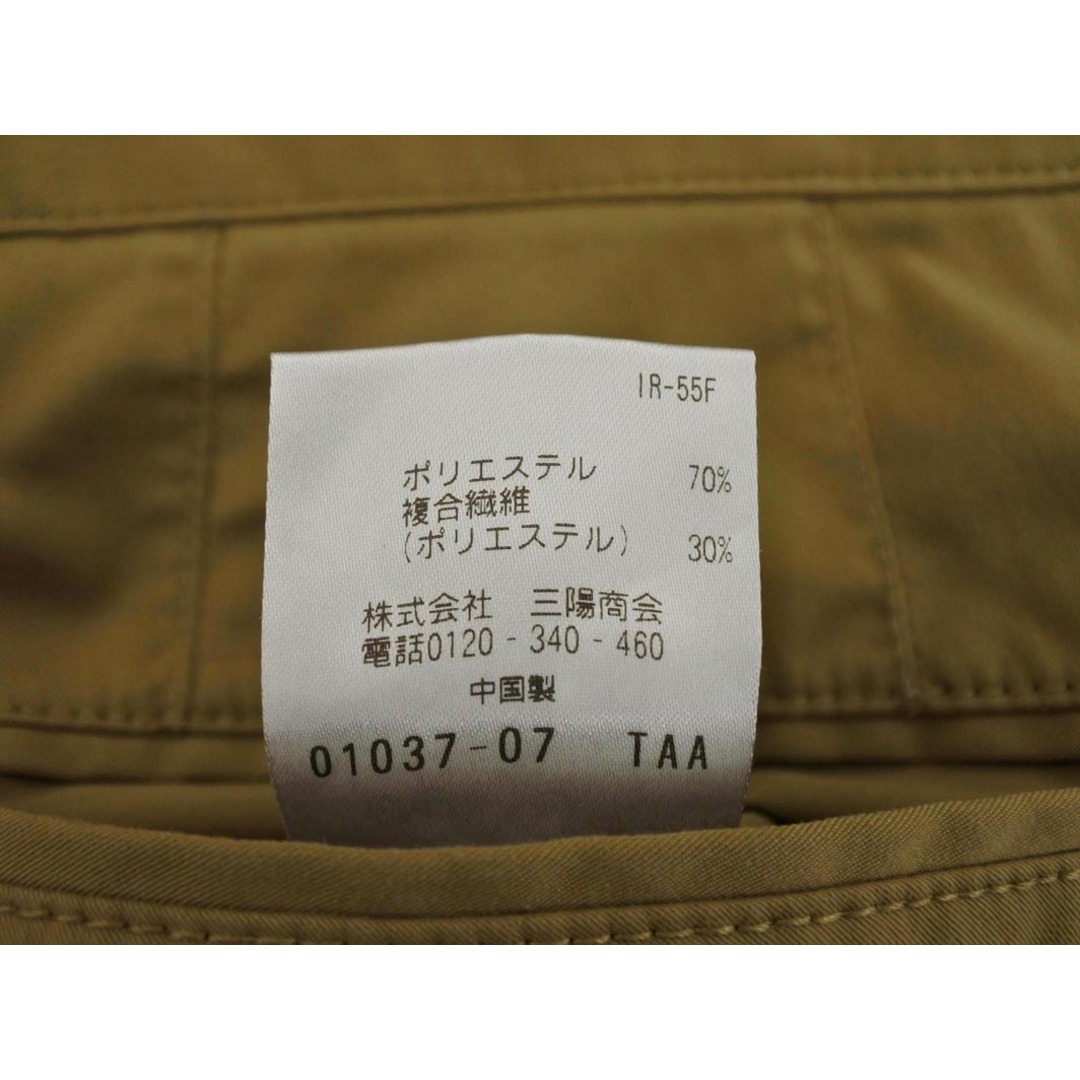 IR-55F
ポリエステル 70%
複合繊維
(ポリエステル) 30%
株式会社 三陽商会
電話0120-340-460
中国製
01037-07 TAA